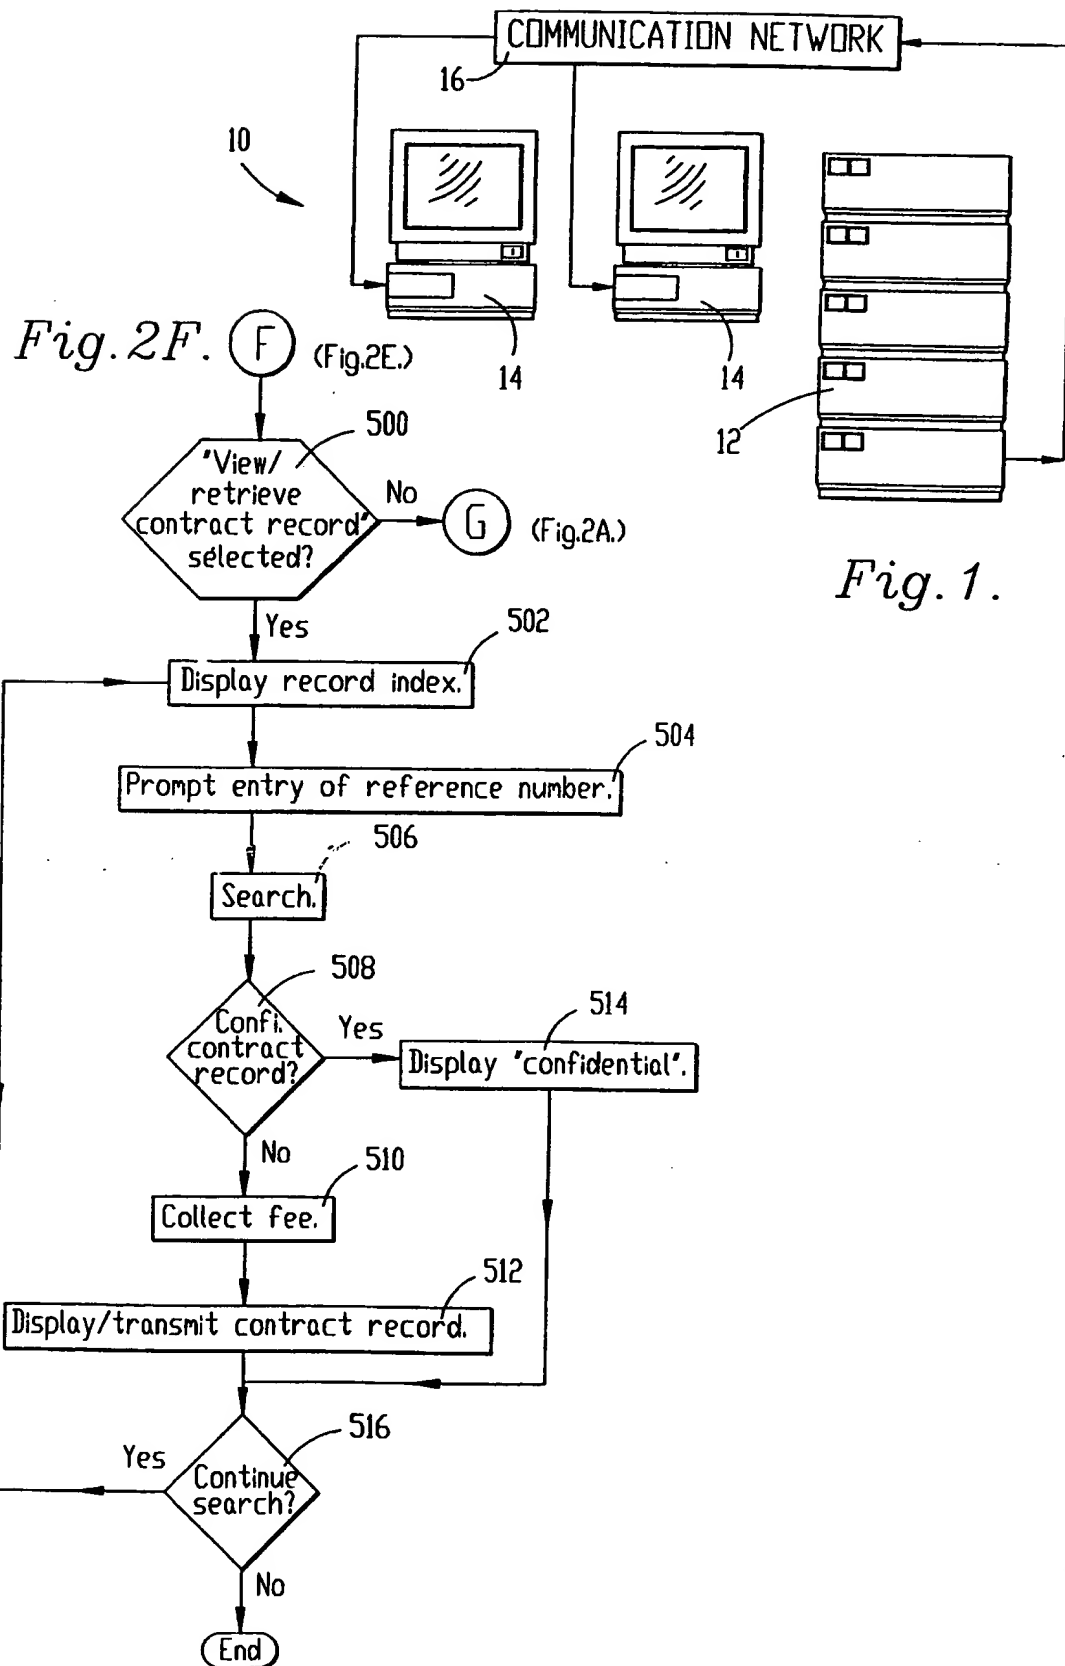 COMMUNICATION NETWORK
16
10
14
14
12
Fig. 1.
Fig. 2F.
F
(Fig.2E.)
500
"View/
retrieve
contract record"
selected?
No
G
(Fig.2A.)
Yes
502
Display record index.
504
Prompt entry of reference number.
506
Search.
508
Confi.
contract
record?
Yes
514
Display "confidential".
No
510
Collect fee.
512
Display/transmit contract record.
516
Yes
Continue
search?
No
End